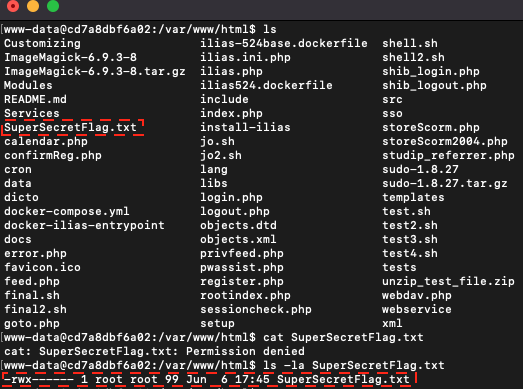 [www-data@cd7a8dbf6a02:/var/www/html$ ls
Customizing ilias-524base.dockerfile shell.sh
ImageMagick-6.9.3-8 ilias.ini.php shell2.sh
ImageMagick-6.9.3-8.tar.gz ilias.php shib_login.php
Modules ilias524.dockerfile shib_logout.php
README.md include src
Services index.php sso
SuperSecretFlag.txt install-ilias storeScorm.php
calendar.php jo.sh storeScorm2004.php
confirmReg.php jo2.sh studip_referrer.php
cron lang sudo-1.8.27
data libs sudo-1.8.27.tar.gz
dicto login.php templates
docker-compose.yml logout.php test.sh
docker-ilias-entrypoint objects.dtd test2.sh
docs objects.xml test3.sh
error.php privfeed.php test4.sh
favicon.ico pwassist.php tests
feed.php register.php unzip_test_file.zip
final.sh rootindex.php webdav.php
final2.sh sessioncheck.php webservice
goto.php setup xml
[www-data@cd7a8dbf6a02:/var/www/html$ cat SuperSecretFlag.txt
cat: SuperSecretFlag.txt: Permission denied
[www-data@cd7a8dbf6a02:/var/www/html$ ls -la SuperSecretFlag.txt
-rwx------ 1 root root 99 Jun 6 17:45 SuperSecretFlag.txt